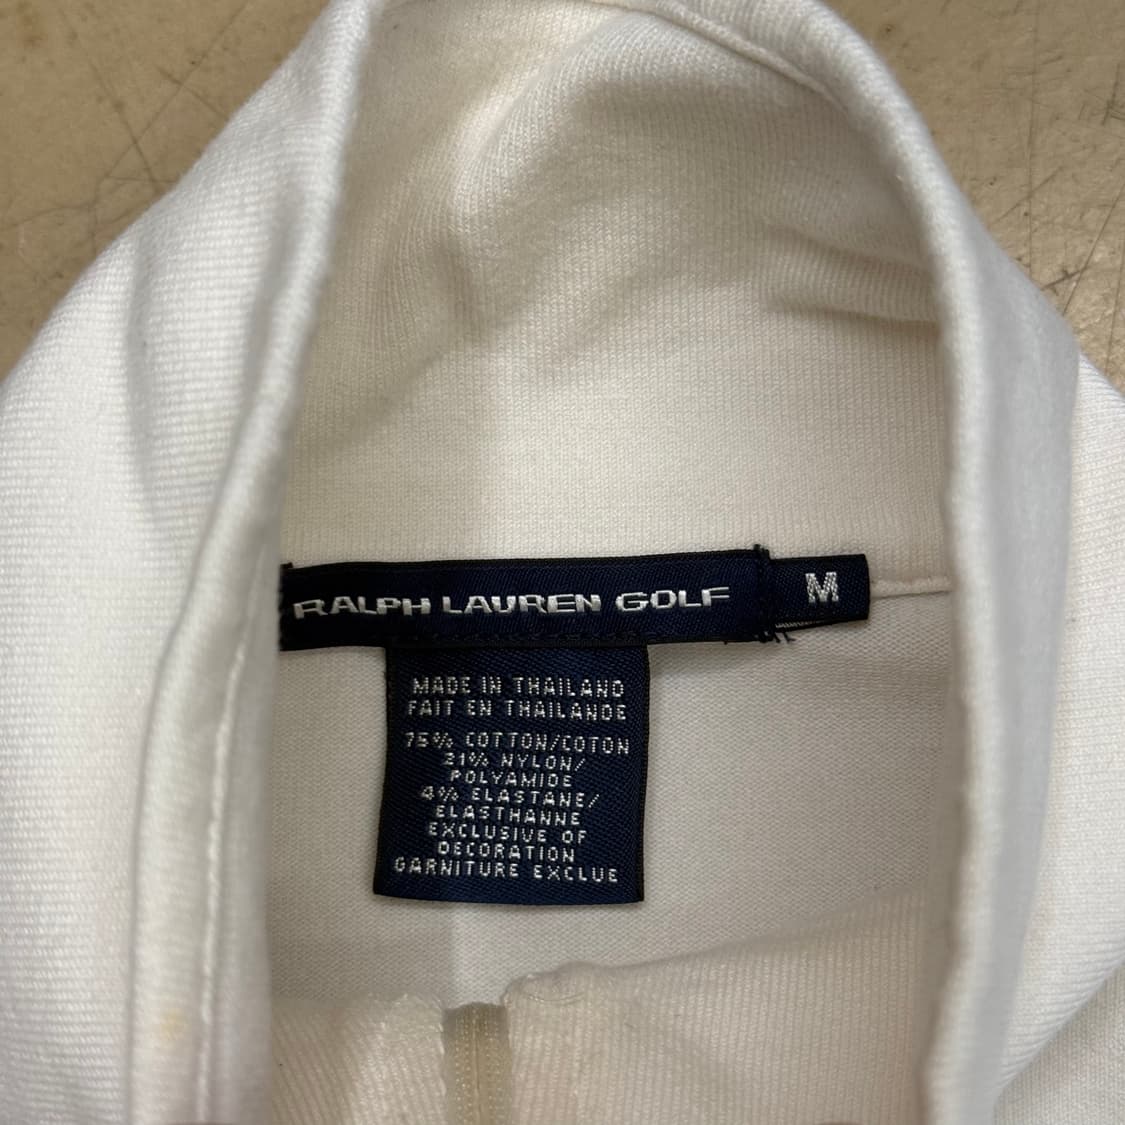 RALPH LAUREN GOLF
M
MADE IN THAILAND
FAIT EN THAILANDE
75% COTTON/COTON
21% NYLON/
POLYAMIDE
4% ELASTANE/
ELASTHANNE
EXCLUSIVE OF
DECORATION
GARNITURE EXCLUE